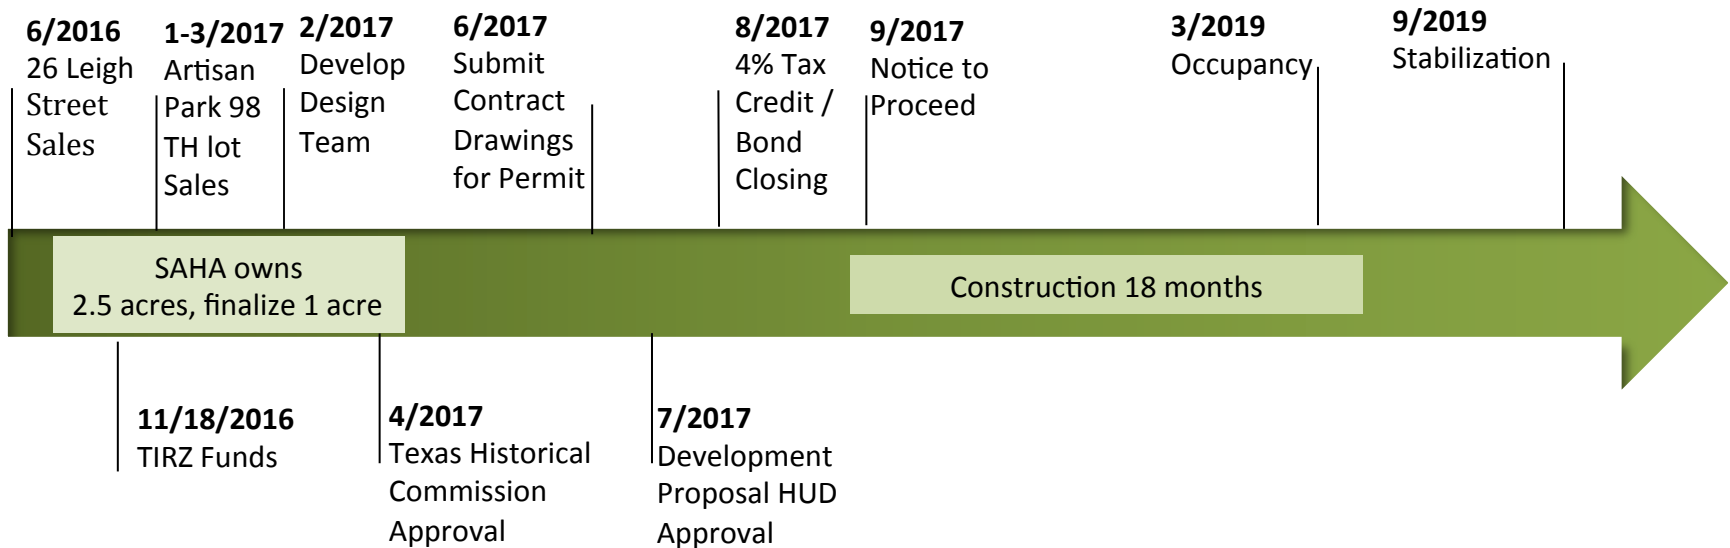 6/2016
26 Leigh
Street
Sales
1-3/2017
Artisan
Park 98
TH lot
Sales
2/2017
Develop
Design
Team
6/2017
Submit
Contract
Drawings
for Permit
8/2017
4% Tax
Credit /
Bond
Closing
9/2017
Notice to
Proceed
3/2019
Occupancy
9/2019
Stabilization
SAHA owns
2.5 acres, finalize 1 acre
Construction 18 months
11/18/2016
TIRZ Funds
4/2017
Texas Historical
Commission
Approval
7/2017
Development
Proposal HUD
Approval